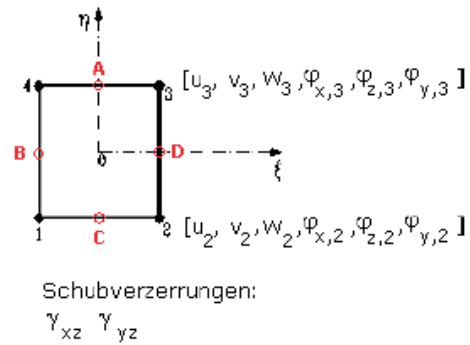 η
A
4 3 [u3, v3, w3, φx,3, φz,3, φy,3 ]
B 0 D
ξ
1 C 2 [u2, v2, w2, φx,2, φz,2, φy,2 ]
Schubverzerrungen:
γxz γyz